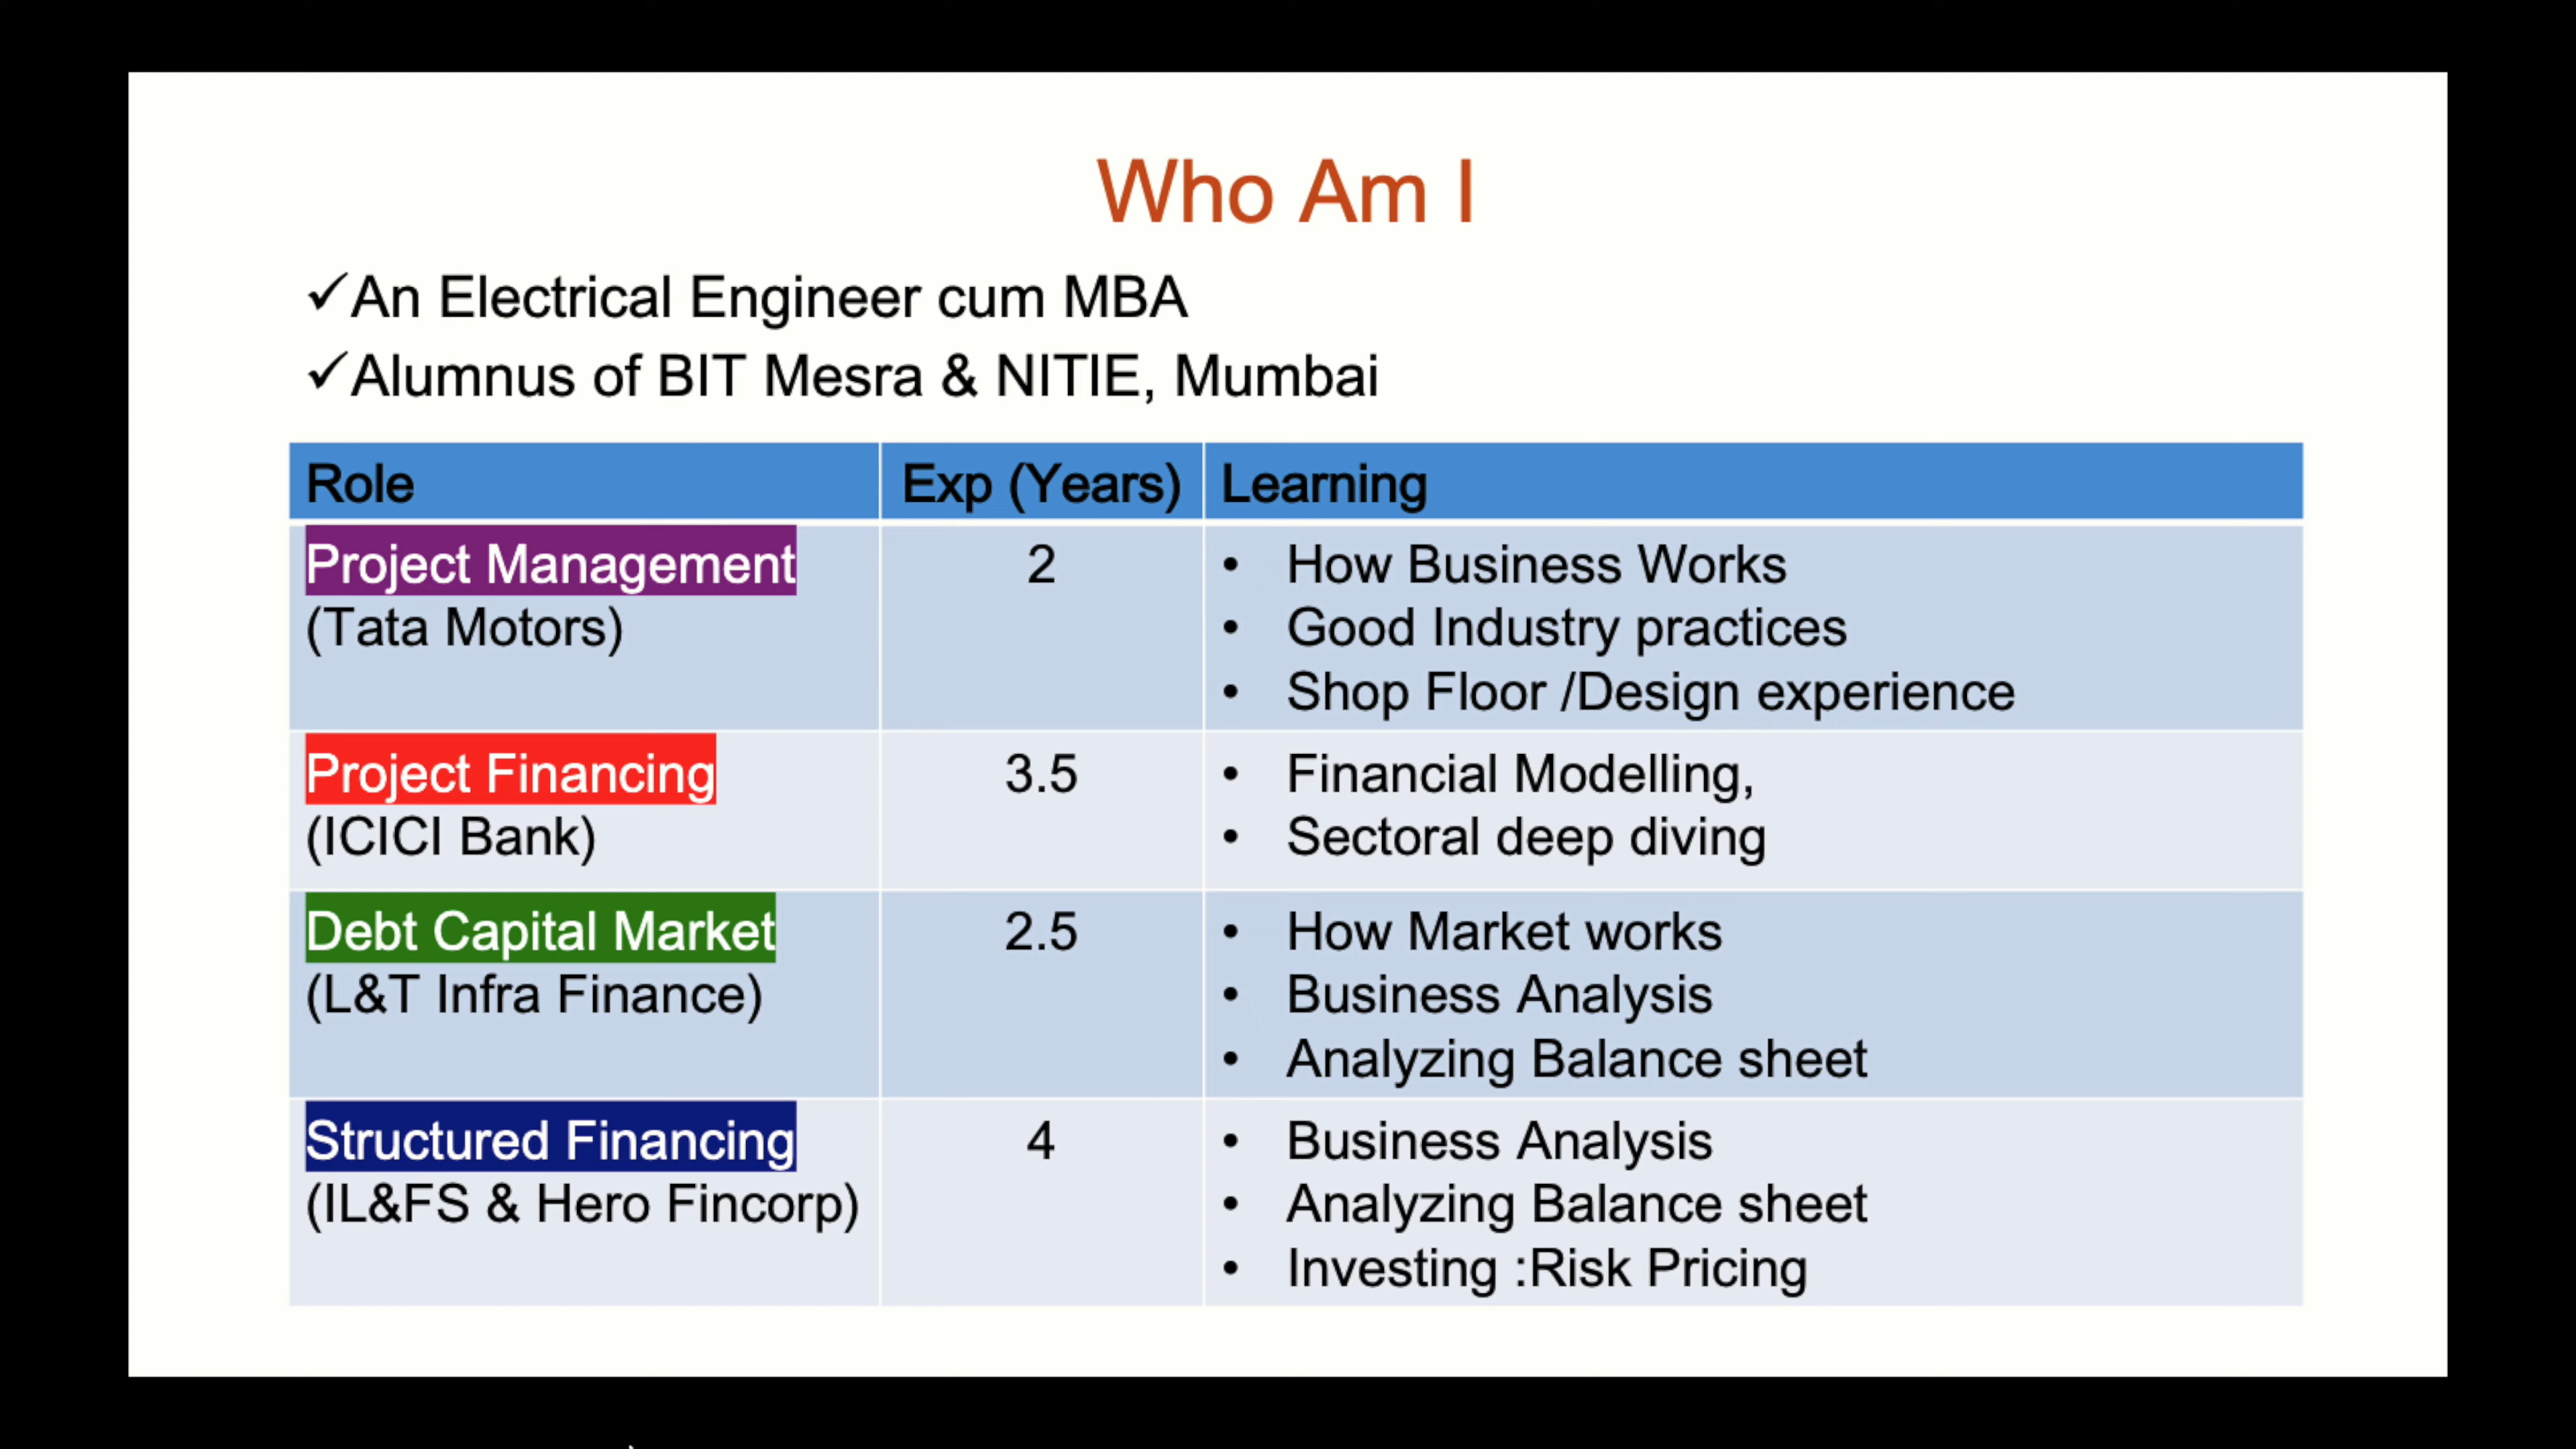 Who Am I
✓An Electrical Engineer cum MBA
✓Alumnus of BIT Mesra & NITIE, Mumbai
Role Exp (Years) Learning
Project Management 2 • How Business Works
(Tata Motors) • Good Industry practices
• Shop Floor /Design experience
Project Financing 3.5 • Financial Modelling,
(ICICI Bank) • Sectoral deep diving
Debt Capital Market 2.5 • How Market works
(L&T Infra Finance) • Business Analysis
• Analyzing Balance sheet
Structured Financing 4 • Business Analysis
(IL&FS & Hero Fincorp) • Analyzing Balance sheet
• Investing :Risk Pricing